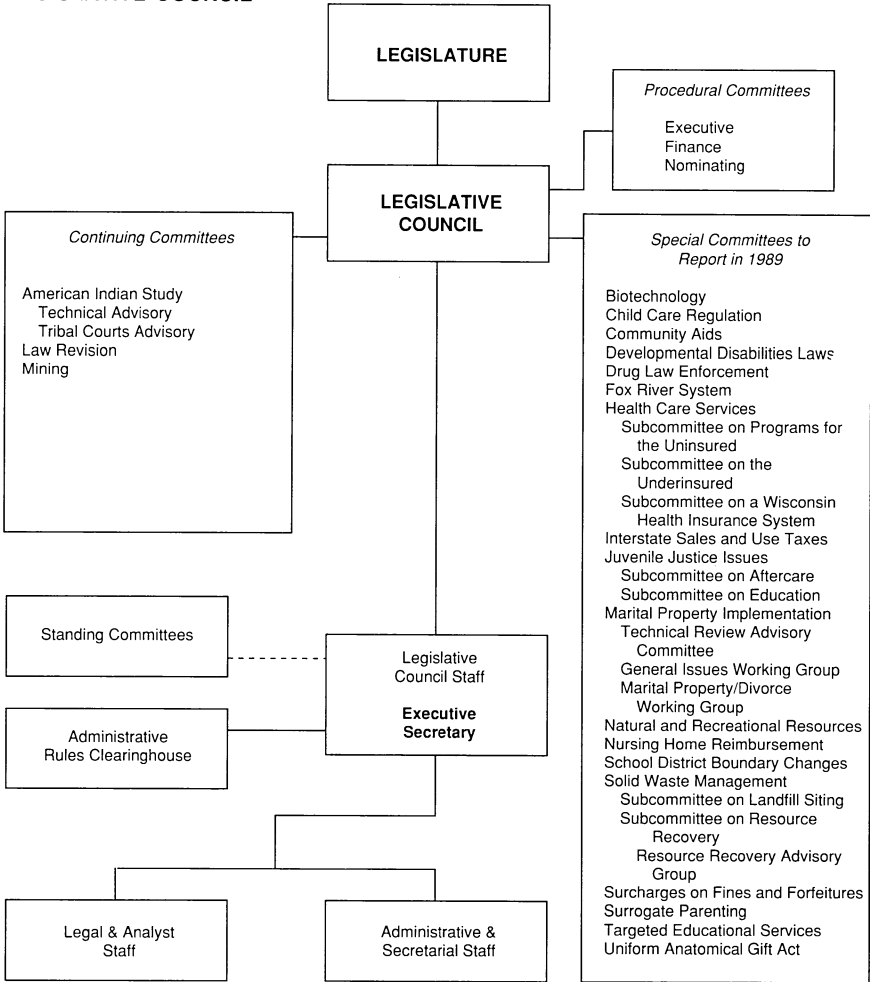 COUNCIL
LEGISLATURE
Procedural Committees
Executive
Finance
Nominating
LEGISLATIVE
COUNCIL
Continuing Committees
American Indian Study
Technical Advisory
Tribal Courts Advisory
Law Revision
Mining
Special Committees to
Report in 1989
Biotechnology
Child Care Regulation
Community Aids
Developmental Disabilities Laws
Drug Law Enforcement
Fox River System
Health Care Services
Subcommittee on Programs for
the Uninsured
Subcommittee on the
Underinsured
Subcommittee on a Wisconsin
Health Insurance System
Interstate Sales and Use Taxes
Juvenile Justice Issues
Subcommittee on Aftercare
Subcommittee on Education
Marital Property Implementation
Technical Review Advisory
Committee
General Issues Working Group
Marital Property/Divorce
Working Group
Natural and Recreational Resources
Nursing Home Reimbursement
School District Boundary Changes
Solid Waste Management
Subcommittee on Landfill Siting
Subcommittee on Resource
Recovery
Resource Recovery Advisory
Group
Surcharges on Fines and Forfeitures
Surrogate Parenting
Targeted Educational Services
Uniform Anatomical Gift Act
Standing Committees
Administrative
Rules Clearinghouse
Legislative
Council Staff
Executive
Secretary
Legal & Analyst
Staff
Administrative &
Secretarial Staff